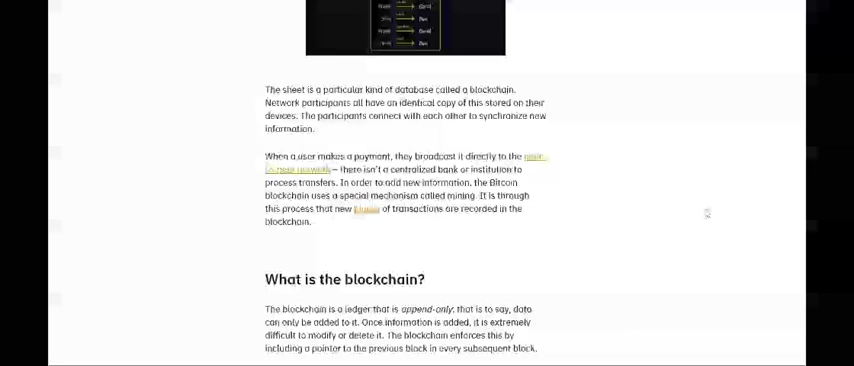 The sheet is a particular kind of database called a blockchain.
Network participants all have an identical copy of this stored on their
devices. The participants connect with each other to synchronize new
information.
When a user makes a payment, they broadcast it directly to the peer-
to-peer network – there isn't a centralized bank or institution to
process transfers. In order to add new information, the Bitcoin
blockchain uses a special mechanism called mining. It is through
this process that new blocks of transactions are recorded in the
blockchain.
What is the blockchain?
The blockchain is a ledger that is append-only: that is to say, data
can only be added to it. Once information is added, it is extremely
difficult to modify or delete it. The blockchain enforces this by
including a pointer to the previous block in every subsequent block.